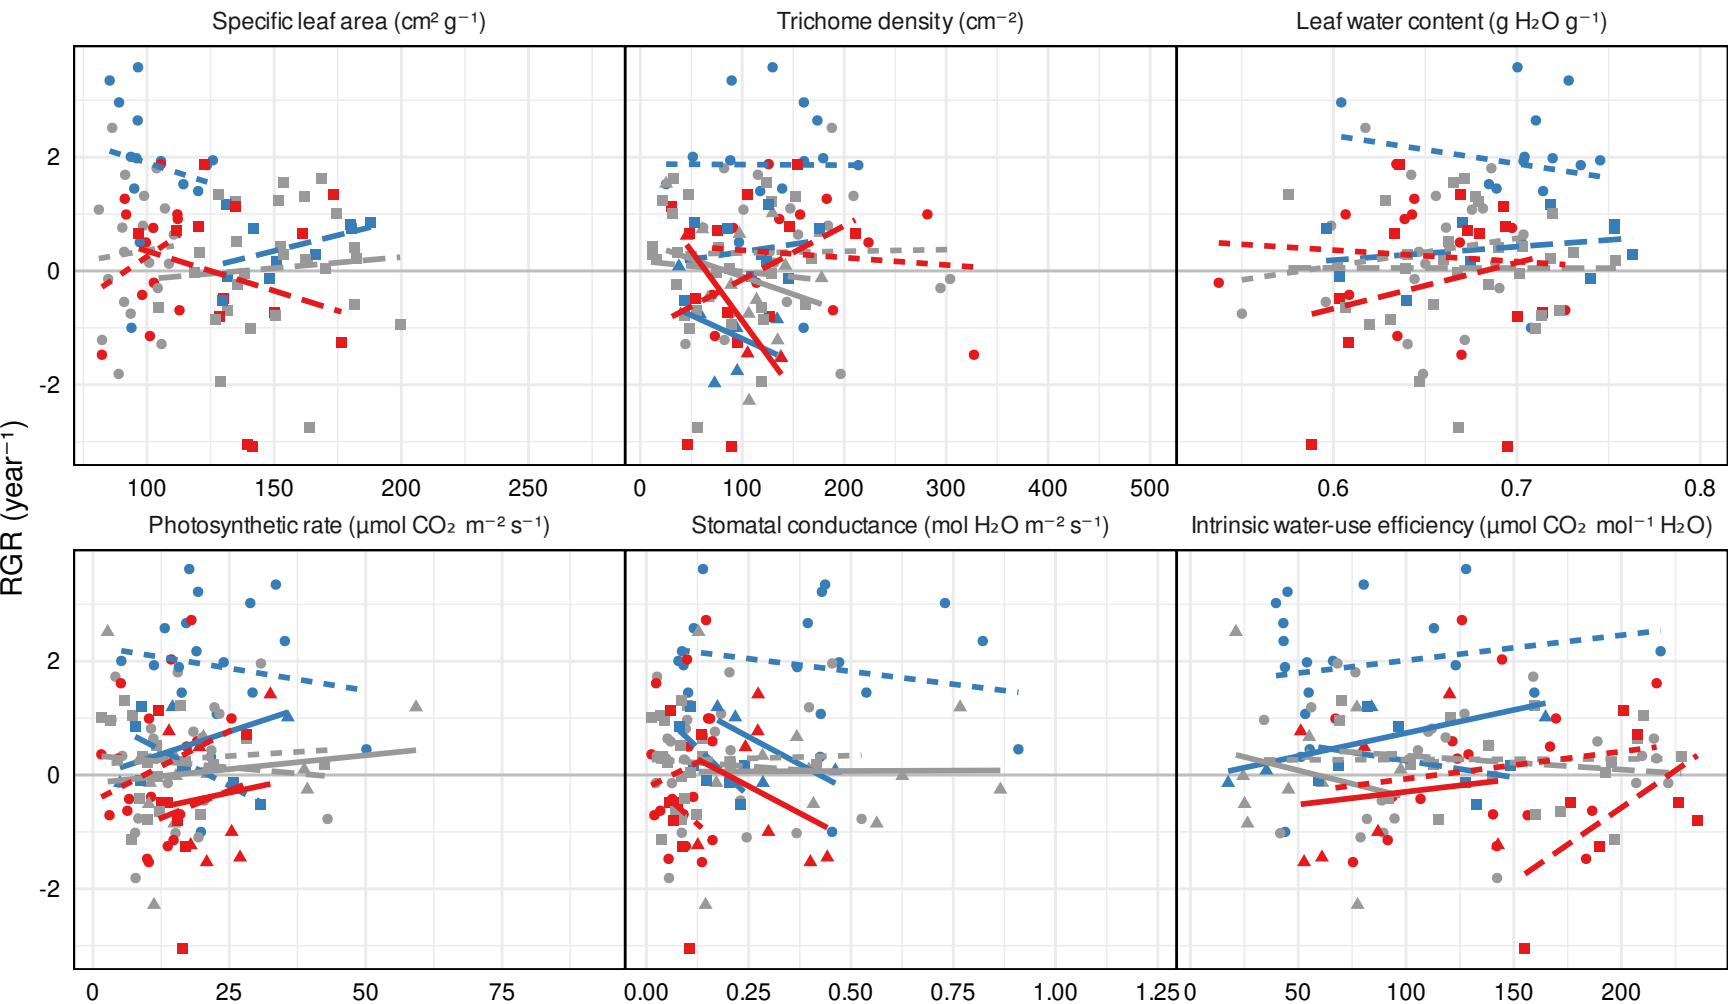 Specific leaf area (cm² g⁻¹) Trichome density (cm⁻²) Leaf water content (g H₂O g⁻¹)
2
0
-2
100 150 200 250 0 100 200 300 400 500 0.6 0.7 0.8
RGR (year⁻¹)
Photosynthetic rate (µmol CO₂ m⁻² s⁻¹) Stomatal conductance (mol H₂O m⁻² s⁻¹) Intrinsic water-use efficiency (µmol CO₂ mol⁻¹ H₂O)
2
0
-2
0 25 50 75 0.00 0.25 0.50 0.75 1.00 1.25 0 50 100 150 200